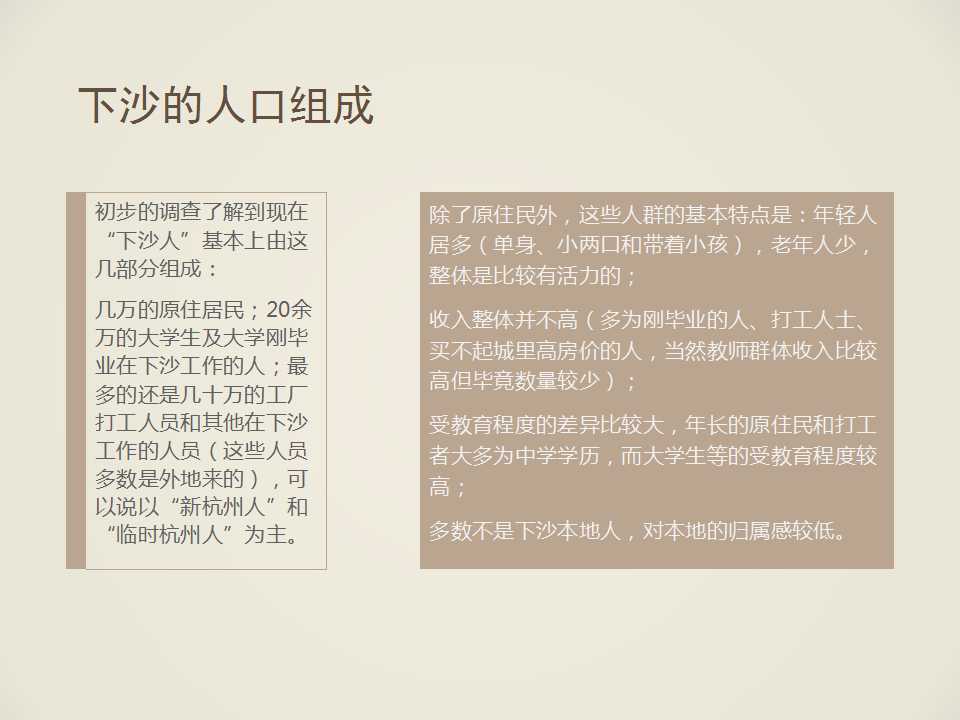 下沙的人口组成
初步的调查了解到现在
“下沙人”基本上由这
几部分组成：
几万的原住居民；20余
万的大学生及大学刚毕
业在下沙工作的人；最
多的还是几十万的工厂
打工人员和其他在下沙
工作的人员（这些人员
多数是外地来的），可
以说以“新杭州人”和
“临时杭州人”为主。
除了原住民外，这些人群的基本特点是：年轻人
居多（单身、小两口和带着小孩），老年人少，
整体是比较有活力的；
收入整体并不高（多为刚毕业的人、打工人士、
买不起城里高房价的人，当然教师群体收入比较
高但毕竟数量较少）；
受教育程度的差异比较大，年长的原住民和打工
者大多为中学学历，而大学生等的受教育程度较
高；
多数不是下沙本地人，对本地的归属感较低。